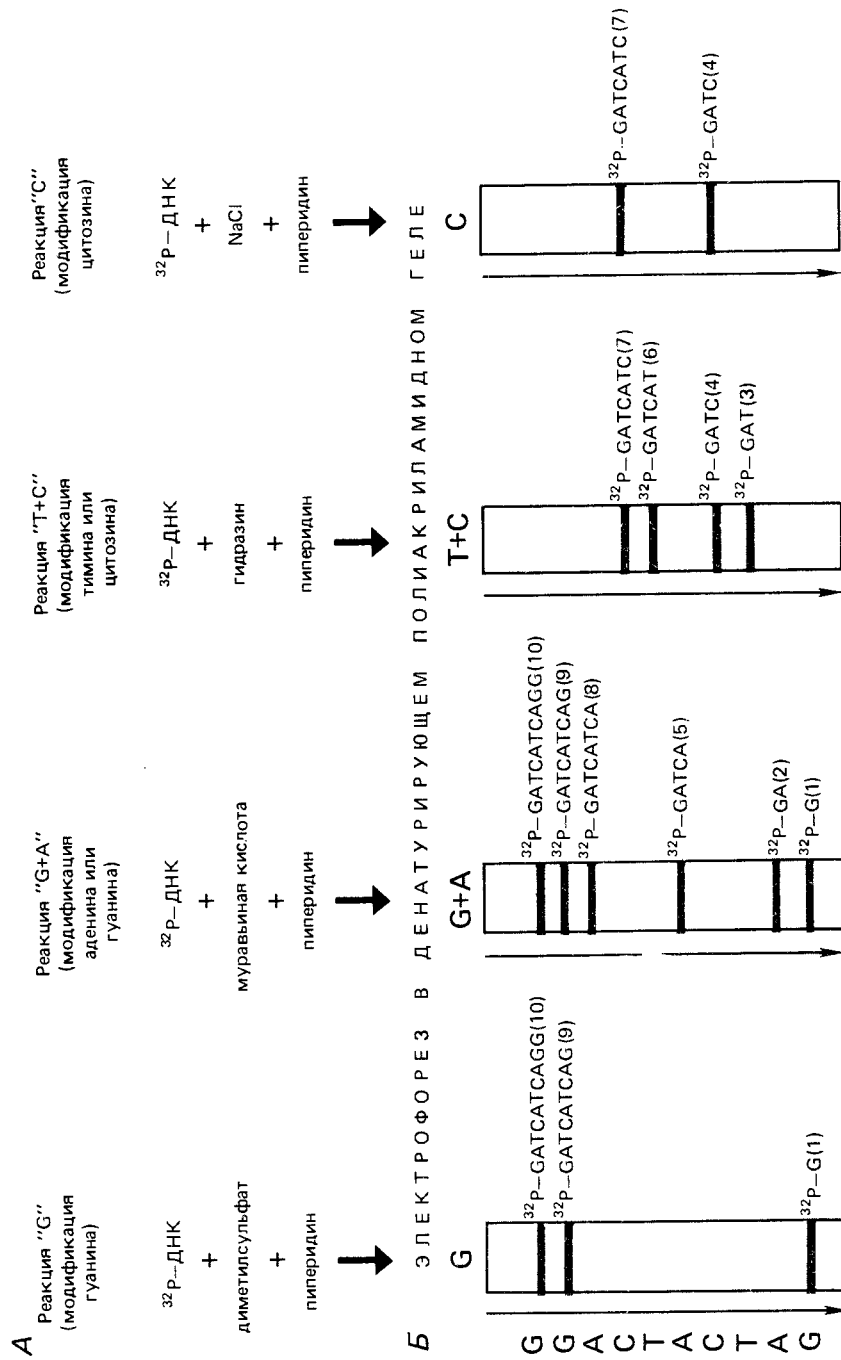 А
Реакция "G"
(модификация
гуанина)
³²P–ДНК
+
диметилсульфат
+
пиперидин
Реакция "G+A"
(модификация
аденина или
гуанина)
³²P–ДНК
+
муравьиная кислота
+
пиперидин
Реакция "T+C"
(модификация
тимина или
цитозина)
³²P–ДНК
+
гидразин
+
пиперидин
Реакция "C"
(модификация
цитозина)
³²P–ДНК
+
NaCl
+
пиперидин
Б
ЭЛЕКТРОФОРЕЗ В ДЕНАТУРИРУЮЩЕМ ПОЛИАКРИЛАМИДНОМ ГЕЛЕ
G
G
A
C
T
A
C
T
A
G
G
³²P–GATCATCAGG(10)
³²P–GATCATCAG(9)
³²P–G(1)
G+A
³²P–GATCATCAGG(10)
³²P–GATCATCAG(9)
³²P–GATCATCA(8)
³²P–GATCA(5)
³²P–GA(2)
³²P–G(1)
T+C
³²P–GATCATC(7)
³²P–GATCAT(6)
³²P–GATC(4)
³²P–GAT(3)
C
³²P–GATCATC(7)
³²P–GATC(4)